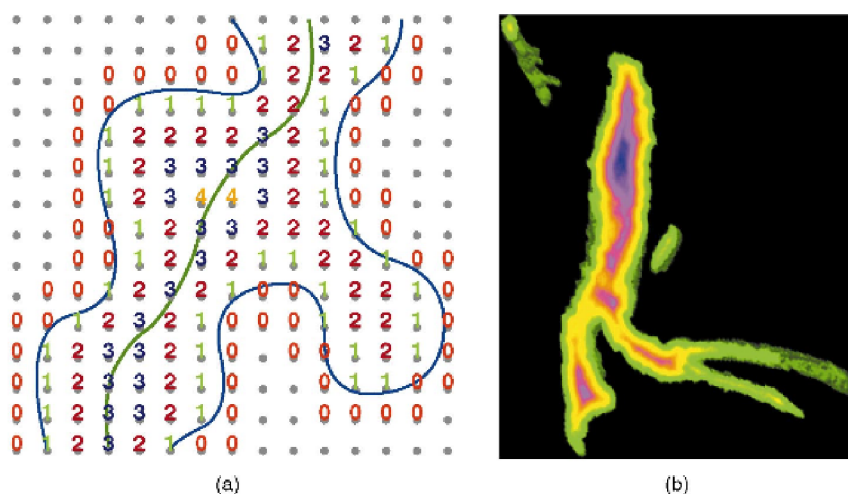 0 0 1 2 3 2 1 0
0 0 0 0 0 1 2 2 1 0 0
0 0 1 1 1 1 2 2 1 0 0
0 1 2 2 2 2 3 2 1 0
0 1 2 3 3 3 3 2 1 0
0 1 2 3 4 4 3 2 1 0 0
0 0 1 2 3 3 2 2 2 1 0
0 0 1 2 3 2 1 1 2 2 1 0 0
0 0 1 2 3 2 1 0 0 1 2 2 1 0
0 0 1 2 3 2 1 0 0 0 1 2 2 1 0
0 1 2 3 3 2 1 0 0 0 1 2 1 0
0 1 2 3 3 2 1 0 0 1 1 0 0
0 1 2 3 3 2 1 0 0 0 0 0
0 1 2 3 2 1 0 0
(a) (b)